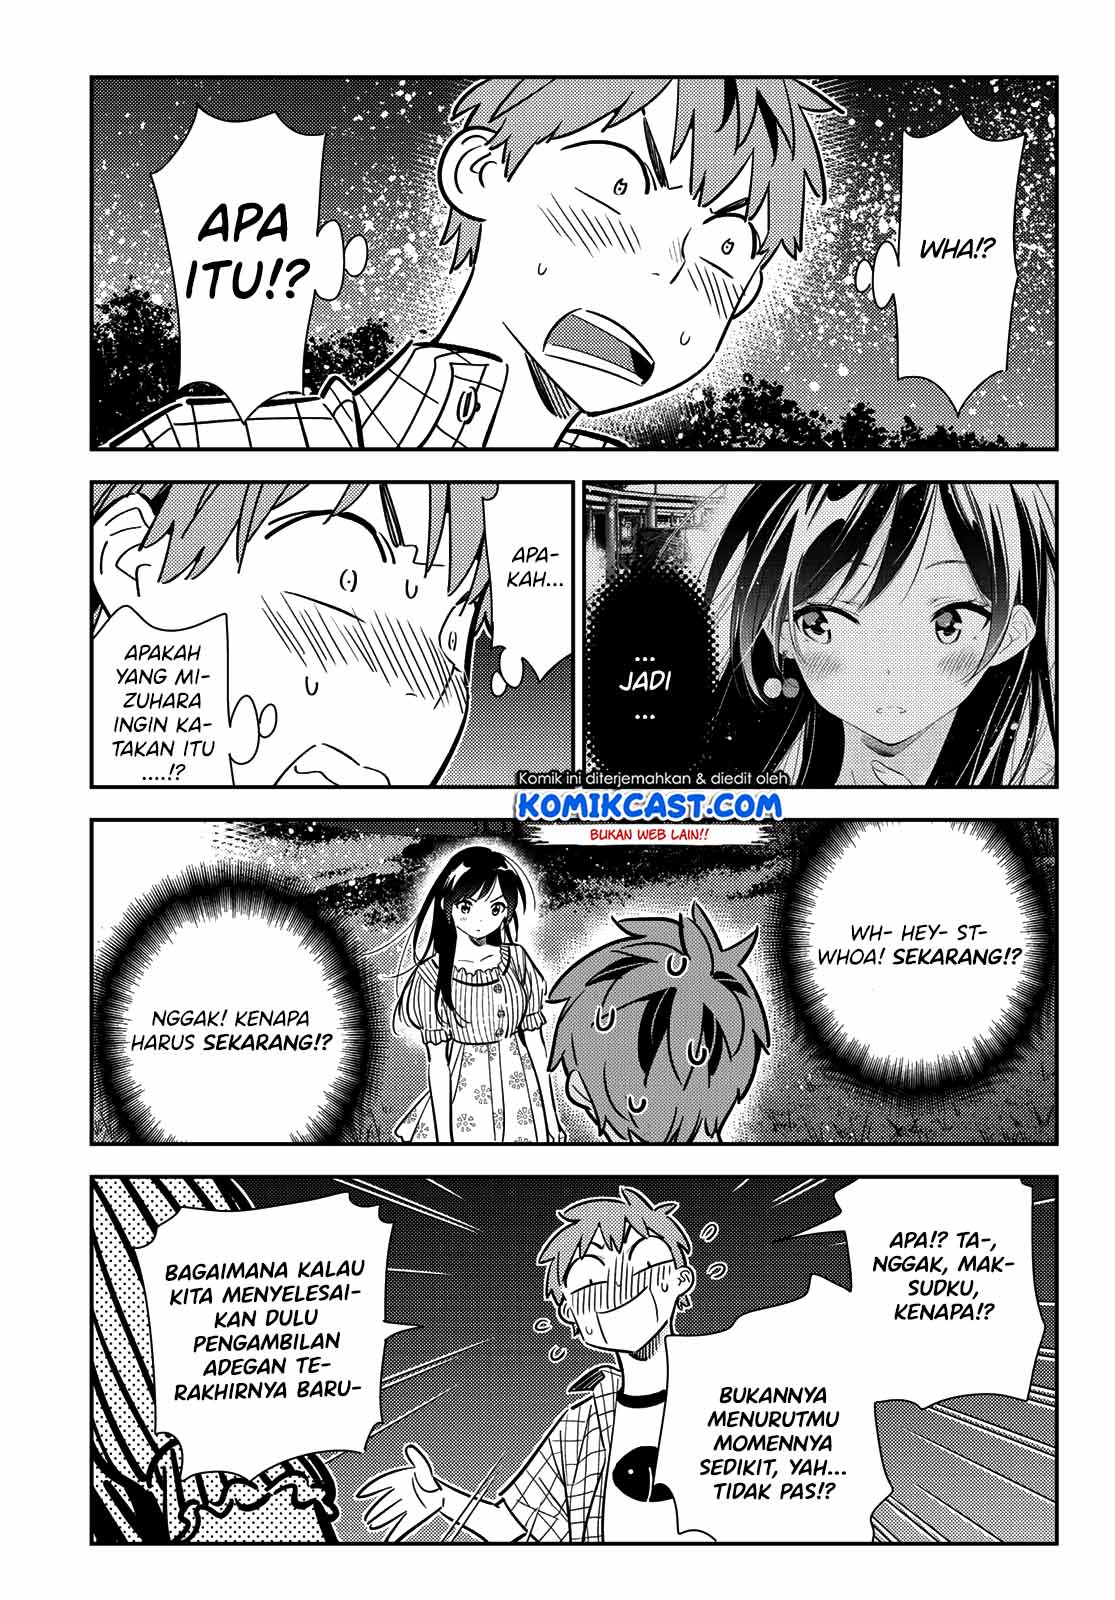 WHA!?
APA
ITU!?
...
JADI
...
APA-
KAH...
APAKAH
YANG MI-
ZUHARA
INGIN KA-
TAKAN ITU
....!?
Komik ini diterjemahkan & diedit oleh
KOMIKCAST.COM
BUKAN WEB LAIN!!
WH- HEY- ST-
WHOA! SEKARANG!?
NGGAK! KENAPA
HARUS SEKARANG!?
APA!? TA-,
NGGAK, MAK-
SUDKU,
KENAPA!?
BUKANNYA
MENURUTMU
MOMENNYA
SEDIKIT, YAH...
TIDAK PAS!?
BAGAIMANA KALAU
KITA MENYELESAI-
KAN DULU
PENGAMBILAN
ADEGAN TE-
RAKHIRNYA BARU-